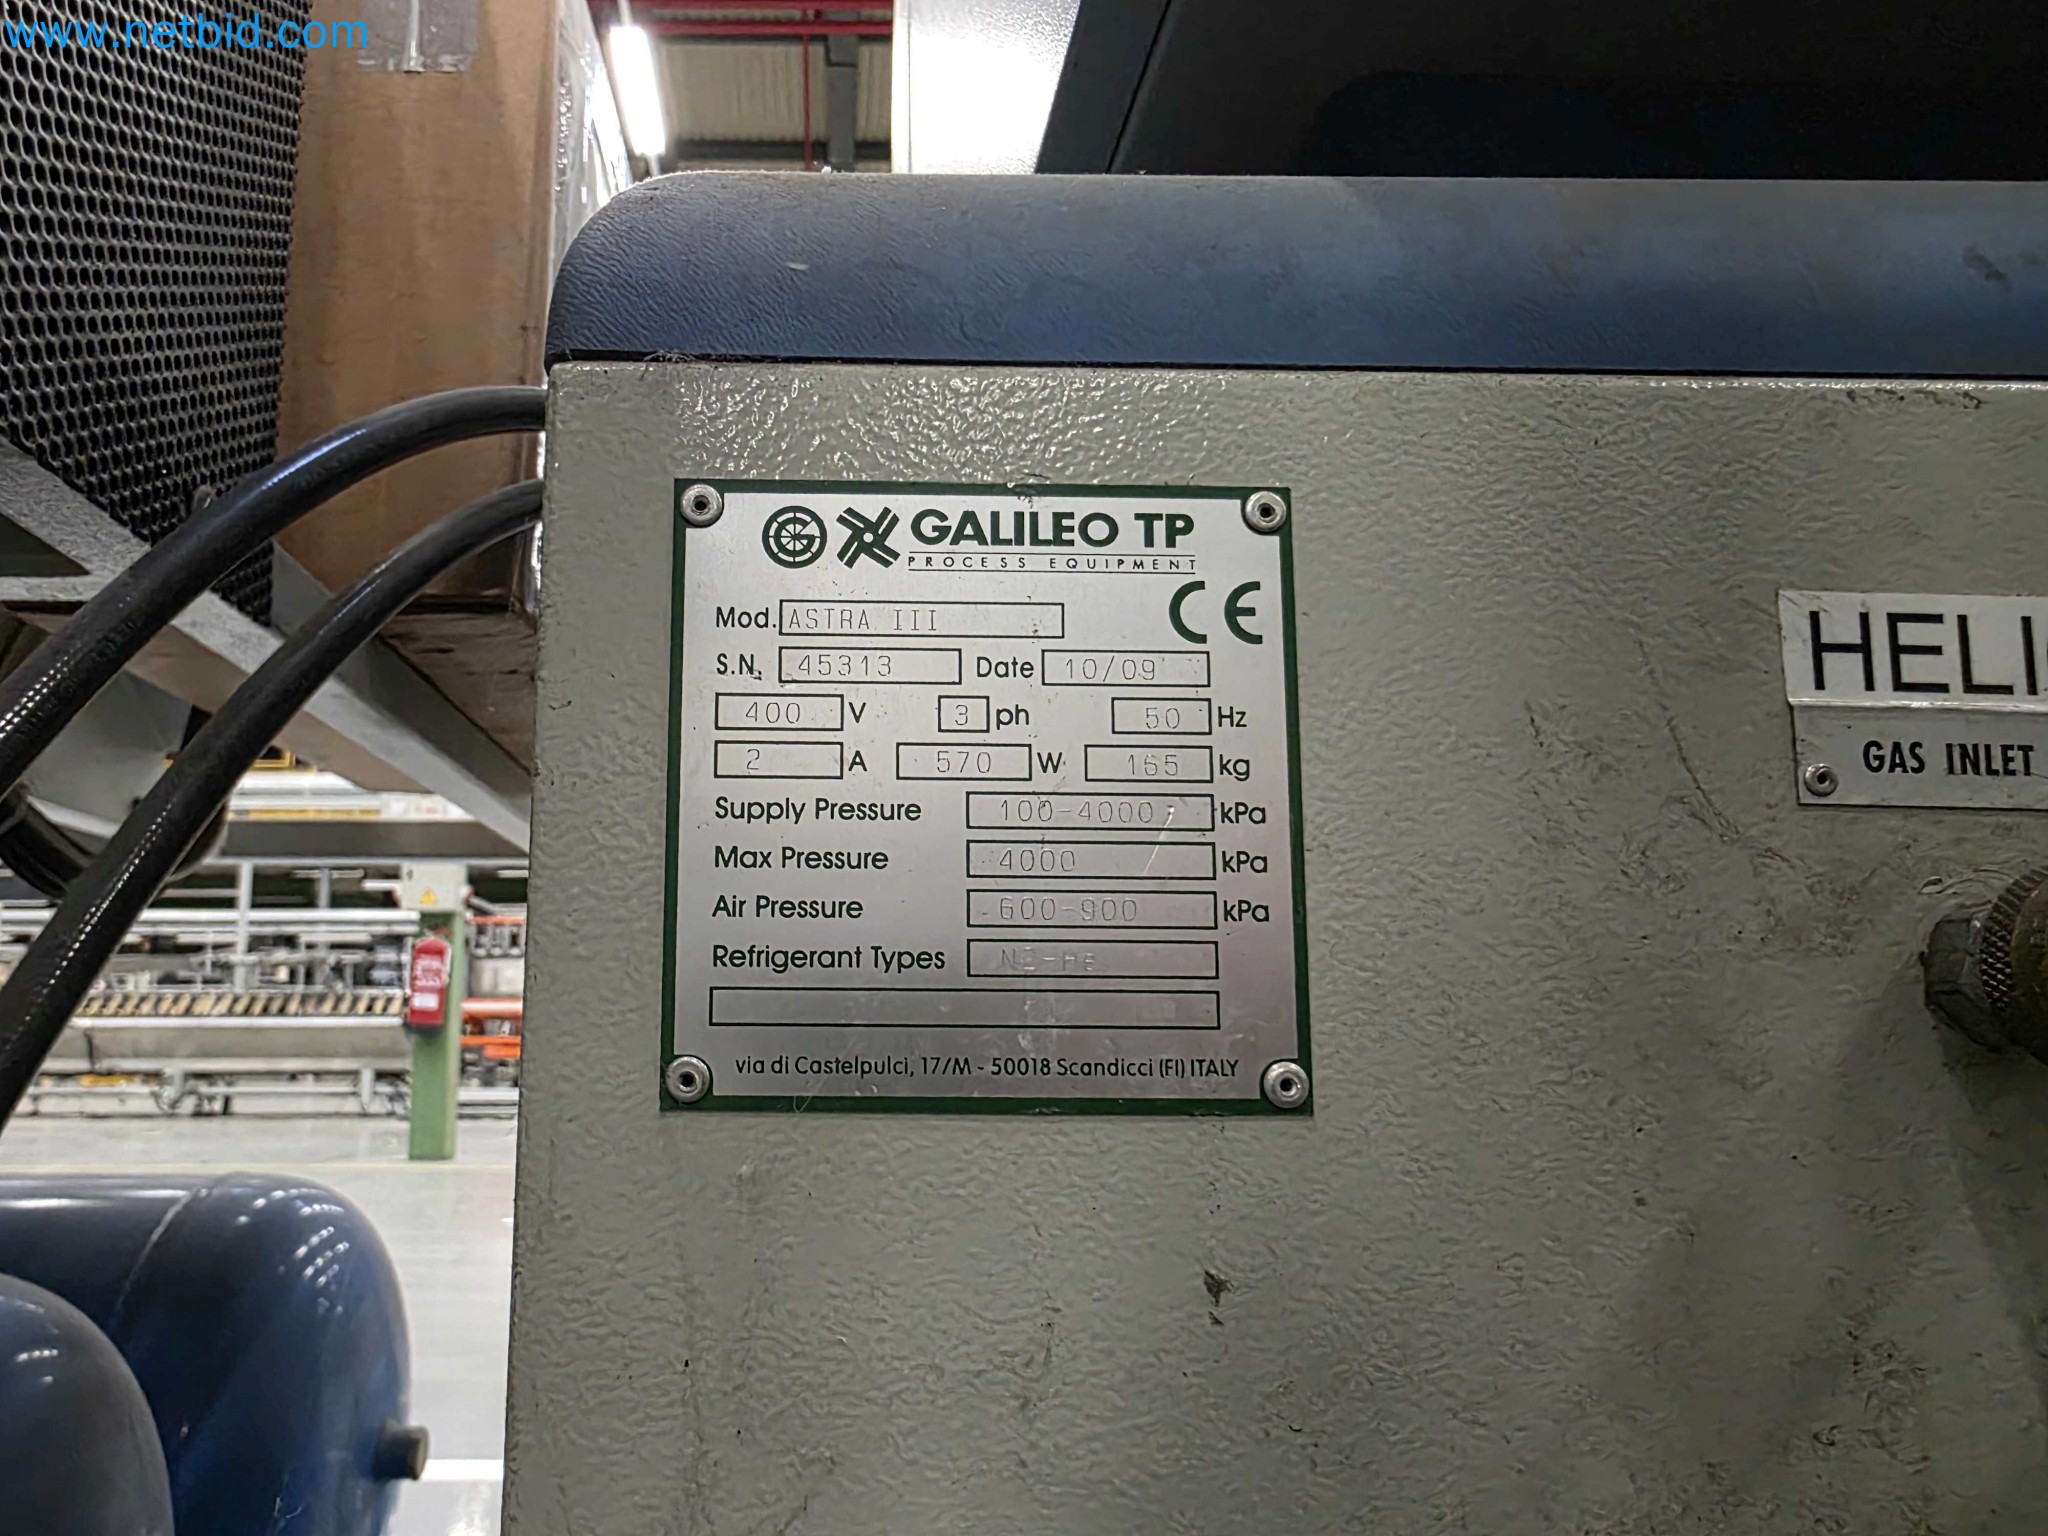 www.netbid.com
GALILEO TP
PROCESS EQUIPMENT
CE
Mod. ASTRA III
S.N. 45313 Date 10/09
400 V 3 ph 50 Hz
2 A 570 W 165 kg
Supply Pressure 100-4000 kPa
Max Pressure 4000 kPa
Air Pressure 600-900 kPa
Refrigerant Types N2-He
via di Castelpulci, 17/M - 50018 Scandicci (FI) ITALY
HELI
GAS INLET